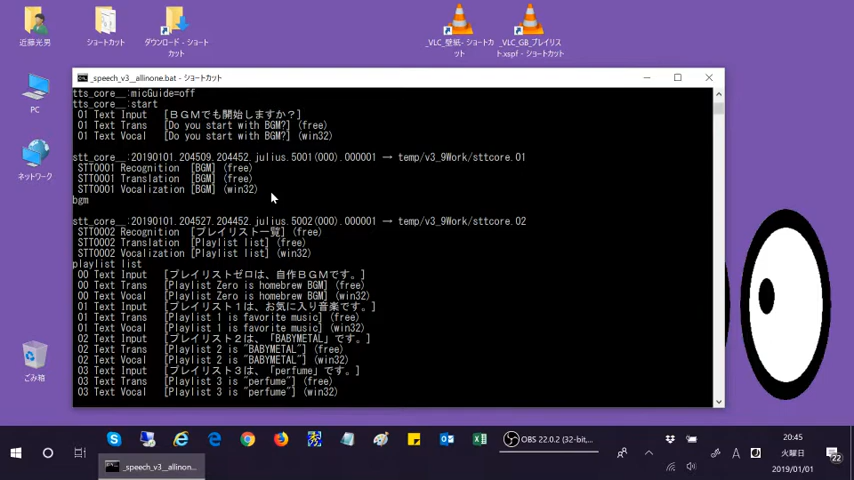 近藤光男
ショートカット
ダウンロード - ショート
カット
_VLC_壁紙- ショートカ
ット
_VLC_GB_プレイリスト
.xspf - ショートカット
PC
ネットワーク
ごみ箱
_speech_v3__allinone.bat - ショートカット
tts_core__:micGuide=off
tts_core__:start
01 Text Input [ＢＧＭでも開始しますか？]
01 Text Trans [Do you start with BGM?] (free)
01 Text Vocal [Do you start with BGM?] (win32)
stt_core__:20190101.204509.204452.julius.5001(000).000001 → temp/v3_9Work/sttcore.01
STT0001 Recognition [BGM] (free)
STT0001 Translation [BGM] (free)
STT0001 Vocalization [BGM] (win32)
bgm
stt_core__:20190101.204527.204452.julius.5002(000).000001 → temp/v3_9Work/sttcore.02
STT0002 Recognition [プレイリスト一覧] (free)
STT0002 Translation [Playlist list] (free)
STT0002 Vocalization [Playlist list] (win32)
playlist list
00 Text Input [プレイリストゼロは、自作ＢＧＭです。]
00 Text Trans [Playlist Zero is homebrew BGM] (free)
00 Text Vocal [Playlist Zero is homebrew BGM] (win32)
01 Text Input [プレイリスト１は、お気に入り音楽です。]
01 Text Trans [Playlist 1 is favorite music] (free)
01 Text Vocal [Playlist 1 is favorite music] (win32)
02 Text Input [プレイリスト２は、「BABYMETAL」です。]
02 Text Trans [Playlist 2 is "BABYMETAL"] (free)
02 Text Vocal [Playlist 2 is "BABYMETAL"] (win32)
03 Text Input [プレイリスト３は、「perfume」です。]
03 Text Trans [Playlist 3 is "perfume"] (free)
03 Text Vocal [Playlist 3 is "perfume"] (win32)
OBS 22.0.2 (32-bit,...
A
20:45
火曜日
2019/01/01
22
_speech_v3__allinon...